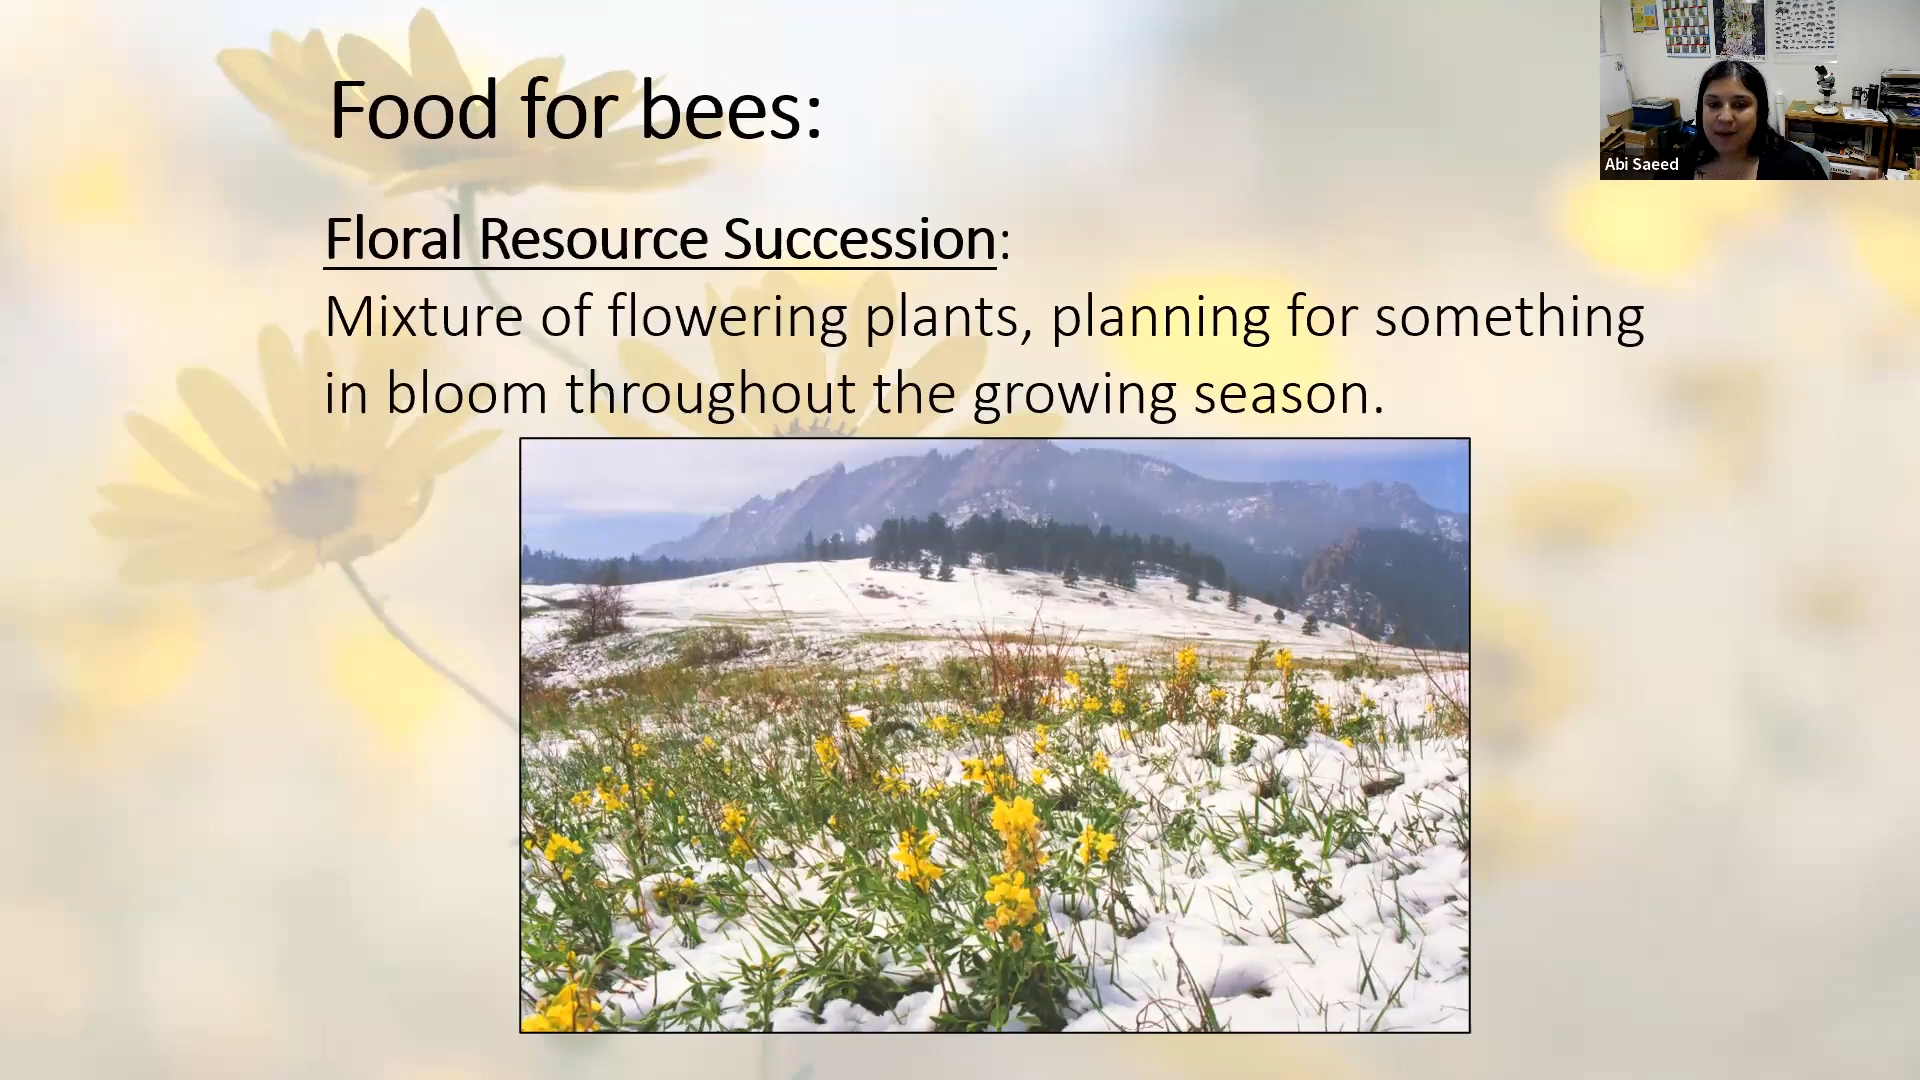 Food for bees:
Abi Saeed
Floral Resource Succession:
Mixture of flowering plants, planning for something
in bloom throughout the growing season.